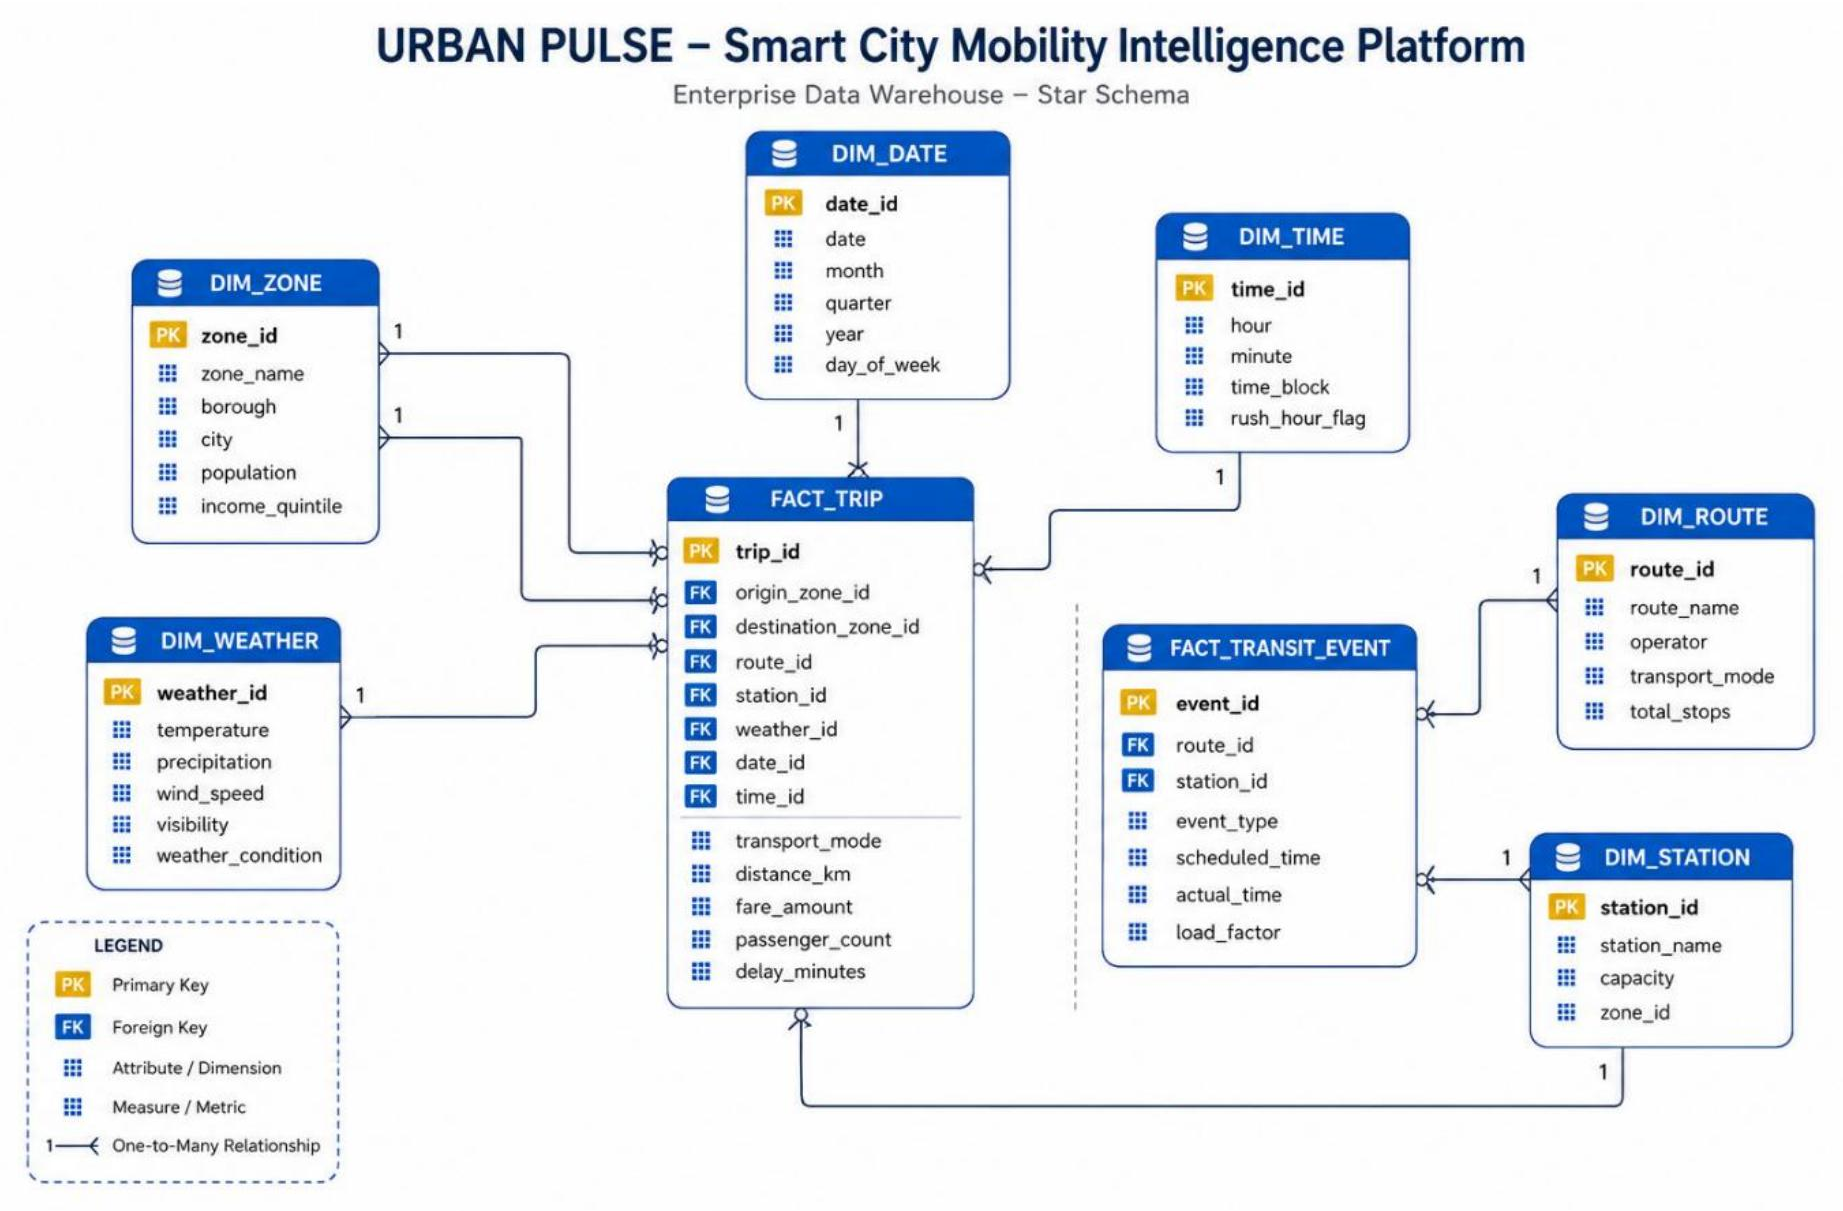 URBAN PULSE – Smart City Mobility Intelligence Platform
Enterprise Data Warehouse – Star Schema
DIM_DATE
PK date_id
date
month
quarter
year
day_of_week
1
DIM_TIME
PK time_id
hour
minute
time_block
rush_hour_flag
1
DIM_ZONE
PK zone_id
zone_name
borough
city
population
income_quintile
1
1
FACT_TRIP
PK trip_id
FK origin_zone_id
FK destination_zone_id
FK route_id
FK station_id
FK weather_id
FK date_id
FK time_id
transport_mode
distance_km
fare_amount
passenger_count
delay_minutes
DIM_ROUTE
PK route_id
route_name
operator
transport_mode
total_stops
1
DIM_WEATHER
PK weather_id
temperature
precipitation
wind_speed
visibility
weather_condition
1
FACT_TRANSIT_EVENT
PK event_id
FK route_id
FK station_id
event_type
scheduled_time
actual_time
load_factor
DIM_STATION
PK station_id
station_name
capacity
zone_id
1
1
LEGEND
PK Primary Key
FK Foreign Key
Attribute / Dimension
Measure / Metric
1 One-to-Many Relationship